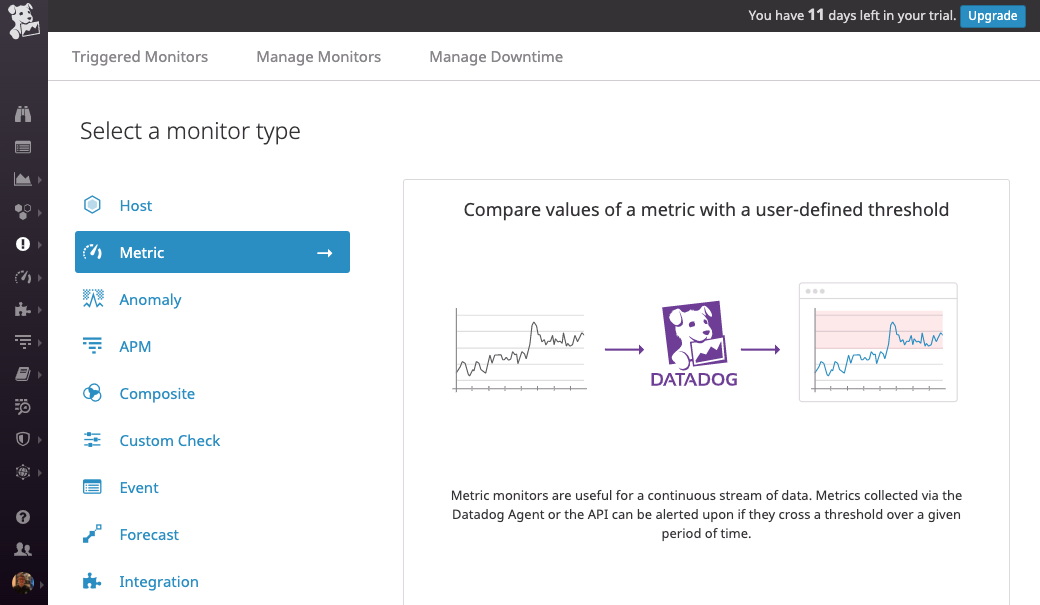 You have 11 days left in your trial. Upgrade
Triggered Monitors Manage Monitors Manage Downtime
Select a monitor type
Host
Metric
Anomaly
APM
Composite
Custom Check
Event
Forecast
Integration
Compare values of a metric with a user-defined threshold
DATADOG
Metric monitors are useful for a continuous stream of data. Metrics collected via the
Datadog Agent or the API can be alerted upon if they cross a threshold over a given
period of time.